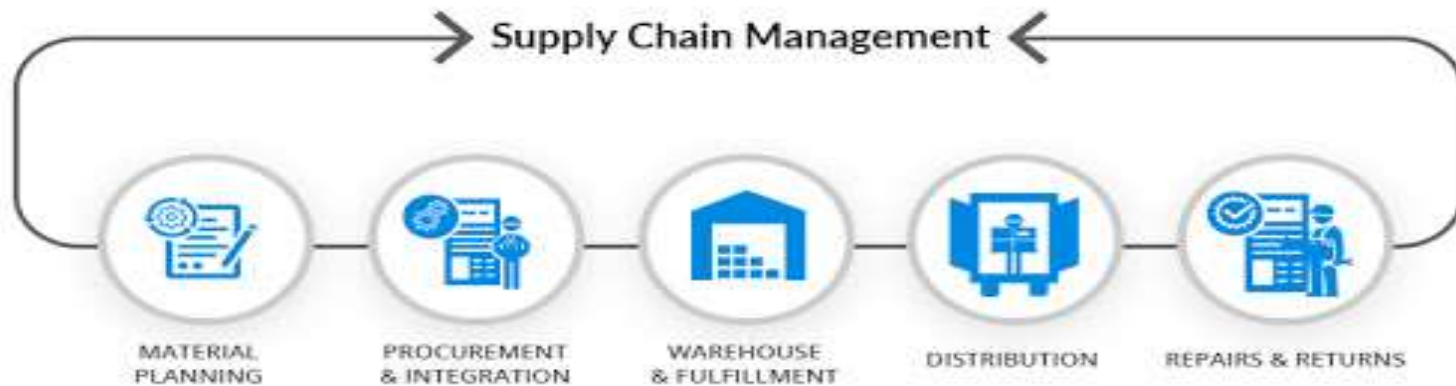 Supply Chain Management
MATERIAL
PLANNING
PROCUREMENT
& INTEGRATION
WAREHOUSE
& FULFILLMENT
DISTRIBUTION
REPAIRS & RETURNS